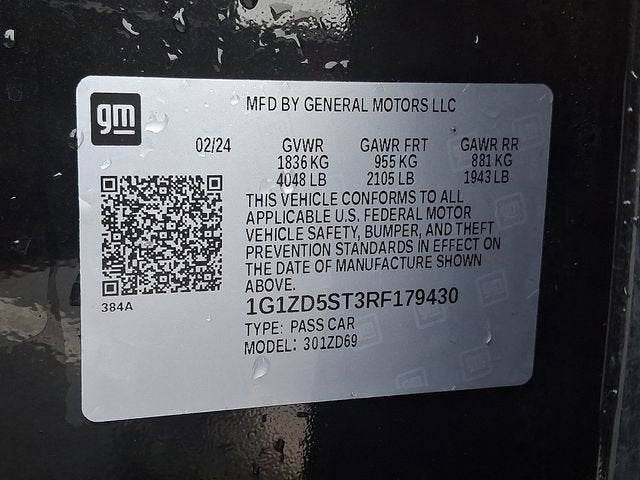 gm
MFD BY GENERAL MOTORS LLC
02/24 GVWR GAWR FRT GAWR RR
1836 KG 955 KG 881 KG
4048 LB 2105 LB 1943 LB
THIS VEHICLE CONFORMS TO ALL
APPLICABLE U.S. FEDERAL MOTOR
VEHICLE SAFETY, BUMPER, AND THEFT
PREVENTION STANDARDS IN EFFECT ON
THE DATE OF MANUFACTURE SHOWN
ABOVE.
384A
1G1ZD5ST3RF179430
TYPE: PASS CAR
MODEL: 301ZD69